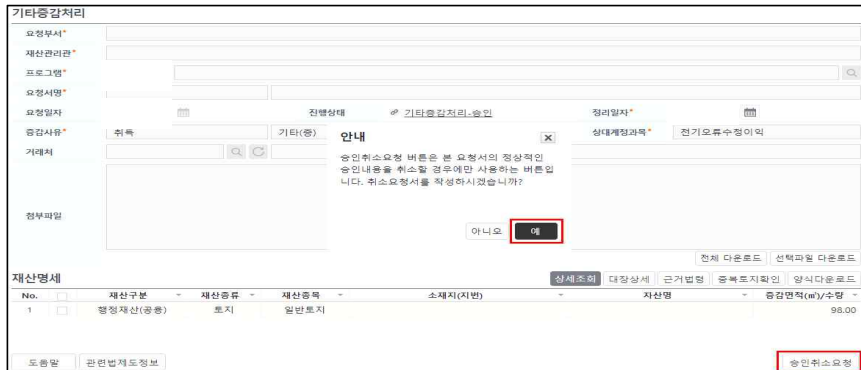 기타증감처리
요청부서*
재산관리관*
프로그램*
요청서명*
요청일자 진행상태 기타증감처리-승인 정리일자*
증감사유* 취득 기타(증) 상대계정과목* 전기오류수정이익
거래처
안내
승인취소요청 버튼은 본 요청서의 정상적인
승인내용을 취소할 경우에만 사용하는 버튼입
니다. 취소요청서를 작성하시겠습니까?
아니오 예
첨부파일
전체 다운로드 선택파일 다운로드
재산명세 상세조회 대장상세 근거법령 중복토지확인 양식다운로드
No. 재산구분 재산종류 재산종목 소재지(지번) 자산명 증감면적(㎡)/수량
1 행정재산(공용) 토지 일반토지 98.00
도움말 관련법제도정보 승인취소요청